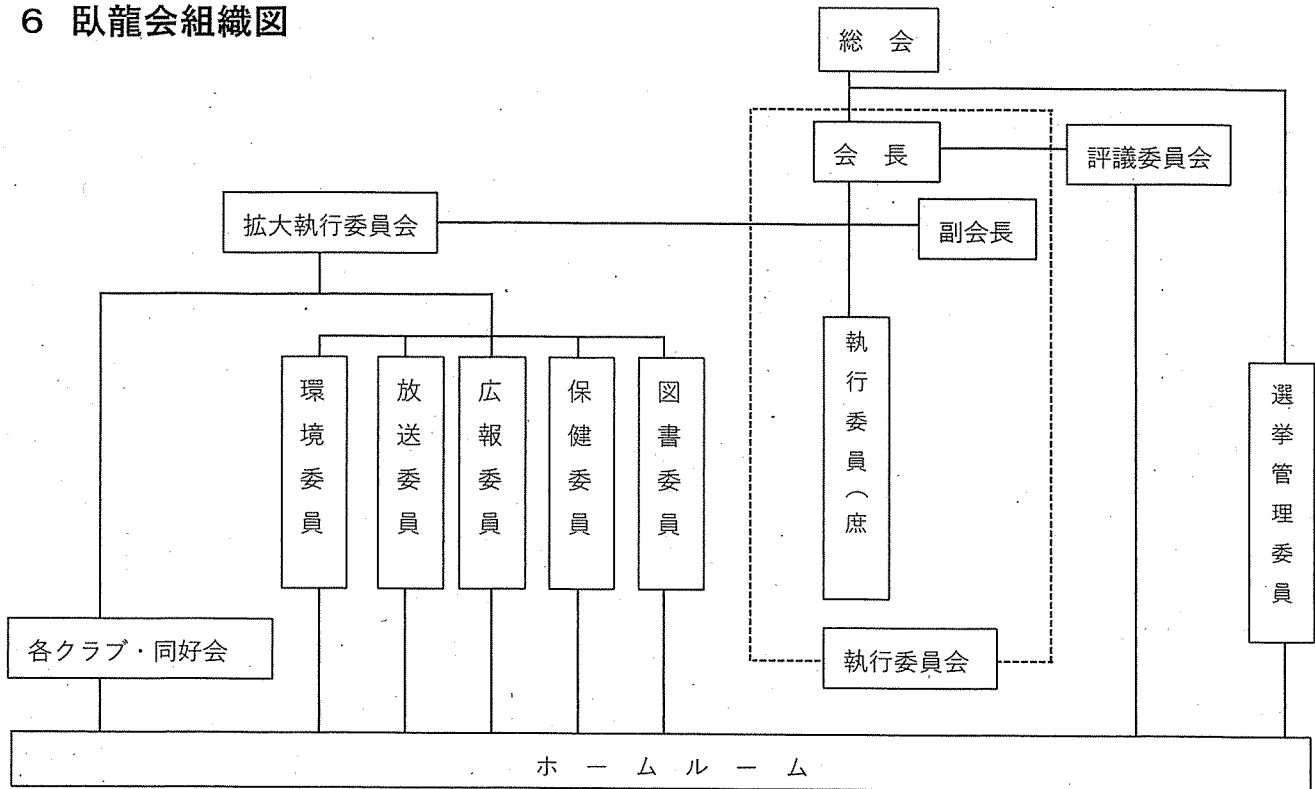 6 臥龍会組織図
総 会
会 長
評議委員会
拡大執行委員会
副会長
執行委員(庶
環境委員
放送委員
広報委員
保健委員
図書委員
選挙管理委員
各クラブ・同好会
執行委員会
ホームルーム